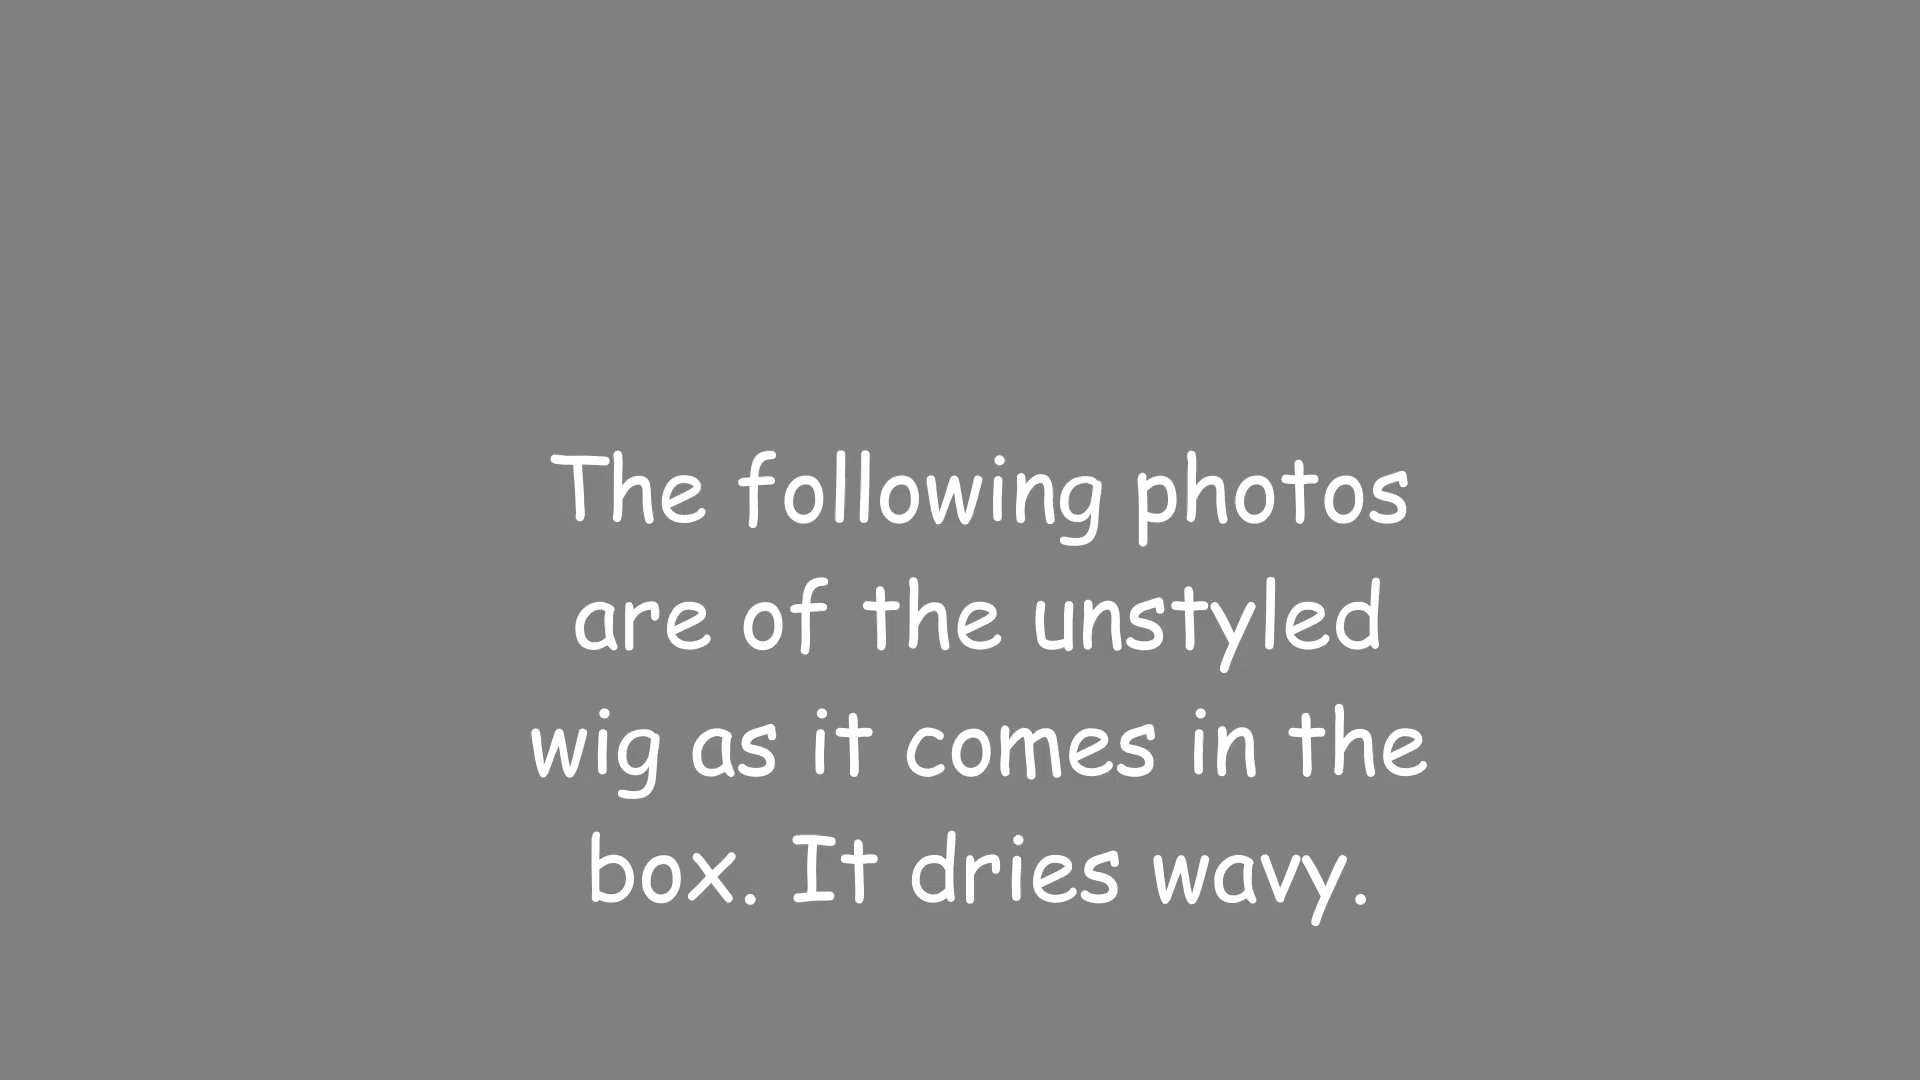 The following photos
are of the unstyled
wig as it comes in the
box. It dries wavy.